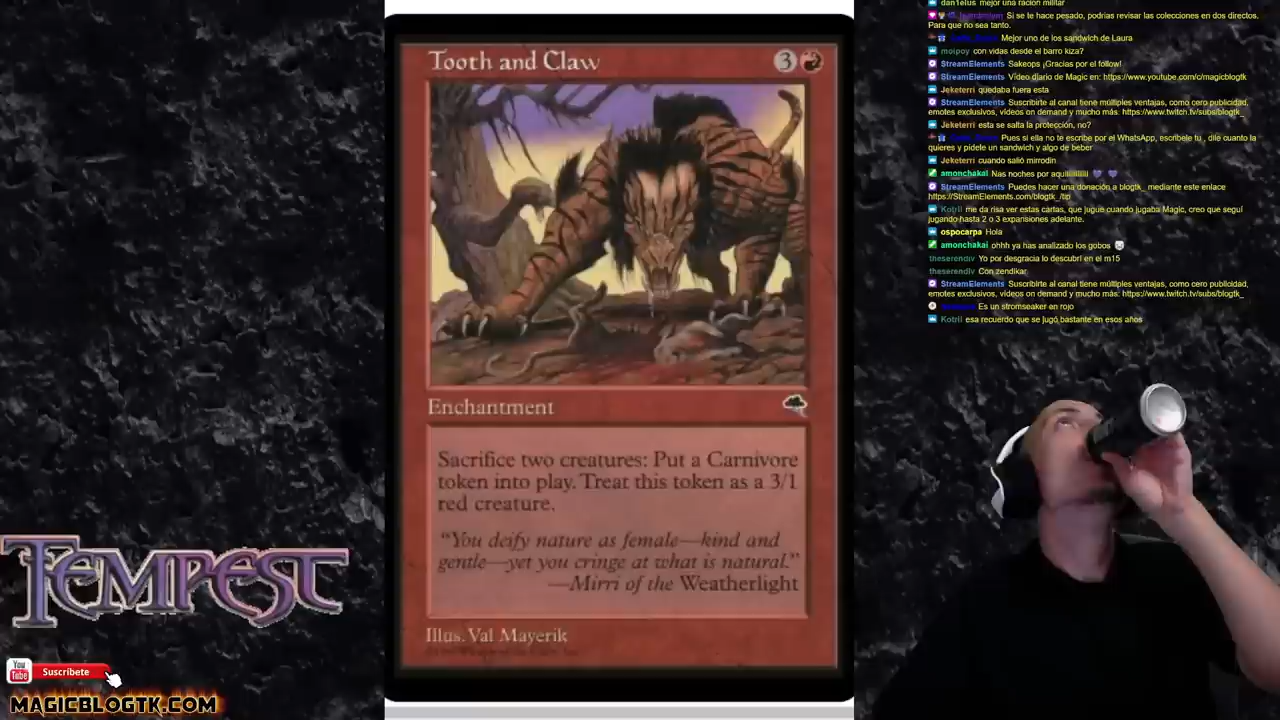 Tooth and Claw
3
Enchantment
Sacrifice two creatures: Put a Carnivore
token into play. Treat this token as a 3/1
red creature.
“You deify nature as female—kind and
gentle—yet you cringe at what is natural.”
—Mirri of the Weatherlight
Illus. Val Mayerik
TEMPEST
You
Tube
Suscríbete
MAGICBLOGTK.COM
dan1elus mejor una racion militar
Si se te hace pesado, podrias revisar las colecciones en dos directos.
Para que no sea tanto.
Mejor uno de los sandwich de Laura
moipoy con vidas desde el barro kiza?
StreamElements Sakeops ¡Gracias por el follow!
StreamElements Vídeo diario de Magic en: https://www.youtube.com/c/magicblogtk
Jeketerri quedaba fuera esta
StreamElements Suscribirte al canal tiene múltiples ventajas, como cero publicidad,
emotes exclusivos, vídeos on demand y mucho más. https://www.twitch.tv/subs/blogtk_
Jeketerri esta se salta la protección, no?
Pues si ella no te escribe por el WhatsApp, escribele tu , dile cuanto la
quieres y pidele un sandwich y algo de beber
Jeketerri cuando salió mirrodin
amonchakai Nas noches por aquiiiiiiiiiiii
StreamElements Puedes hacer una donación a blogtk_ mediante este enlace
https://StreamElements.com/blogtk_/tip
Kotril me da risa ver estas cartas, que jugue cuando jugaba Magic, creo que seguí
jugando hasta 2 o 3 expansiones adelante.
ospocarpa Hola
amonchakai ohhh ya has analizado los gobos
theserendiv Yo por desgracia lo descubrí en el m15
theserendiv Con zendikar
StreamElements Suscribirte al canal tiene múltiples ventajas, como cero publicidad,
emotes exclusivos, vídeos on demand y mucho más: https://www.twitch.tv/subs/blogtk_
Es un stromseaker en rojo
Kotril esa recuerdo que se jugó bastante en esos años